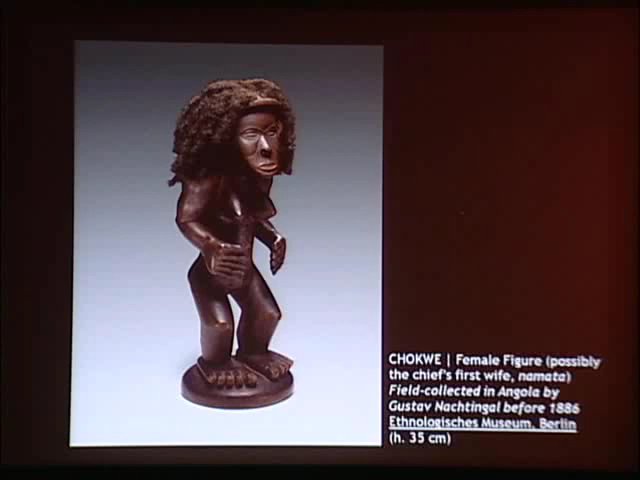 CHOKWE | Female Figure (possibly
the chief's first wife, namata)
Field-collected in Angola by
Gustav Nachtingal before 1886
Ethnologisches Museum, Berlin
(h. 35 cm)